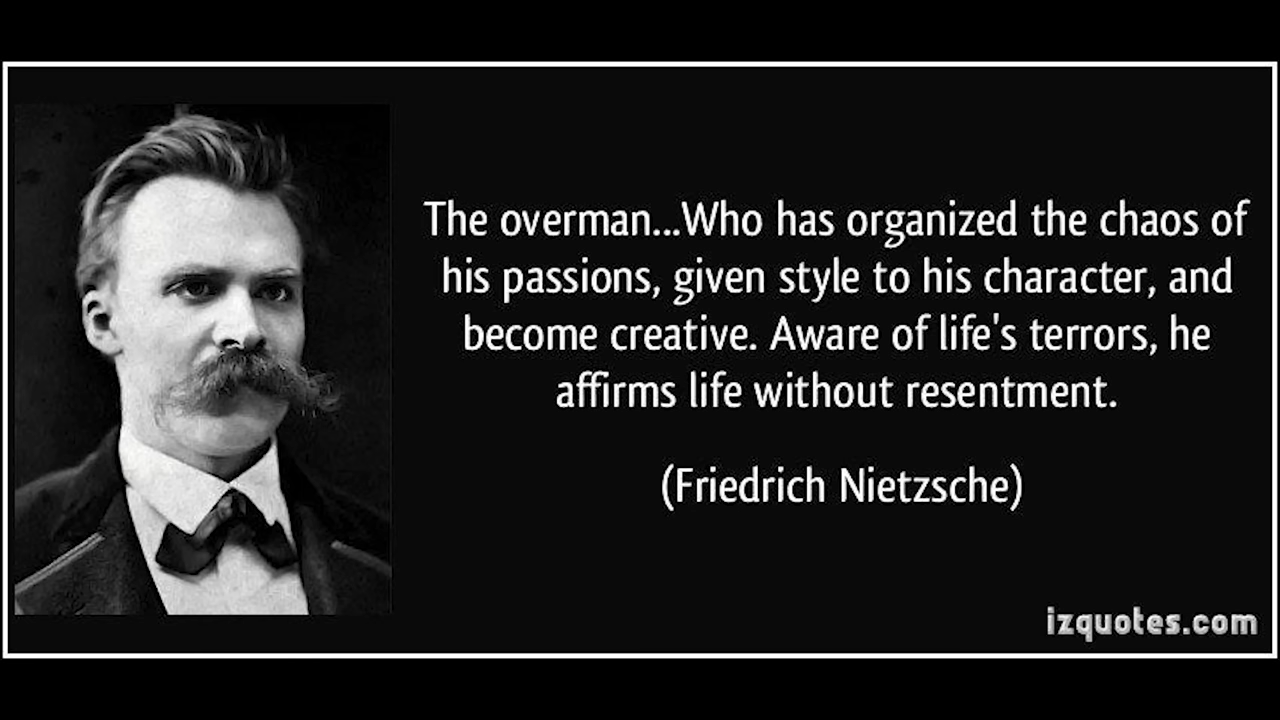 The overman...Who has organized the chaos of
his passions, given style to his character, and
become creative. Aware of life's terrors, he
affirms life without resentment.
(Friedrich Nietzsche)
izquotes.com